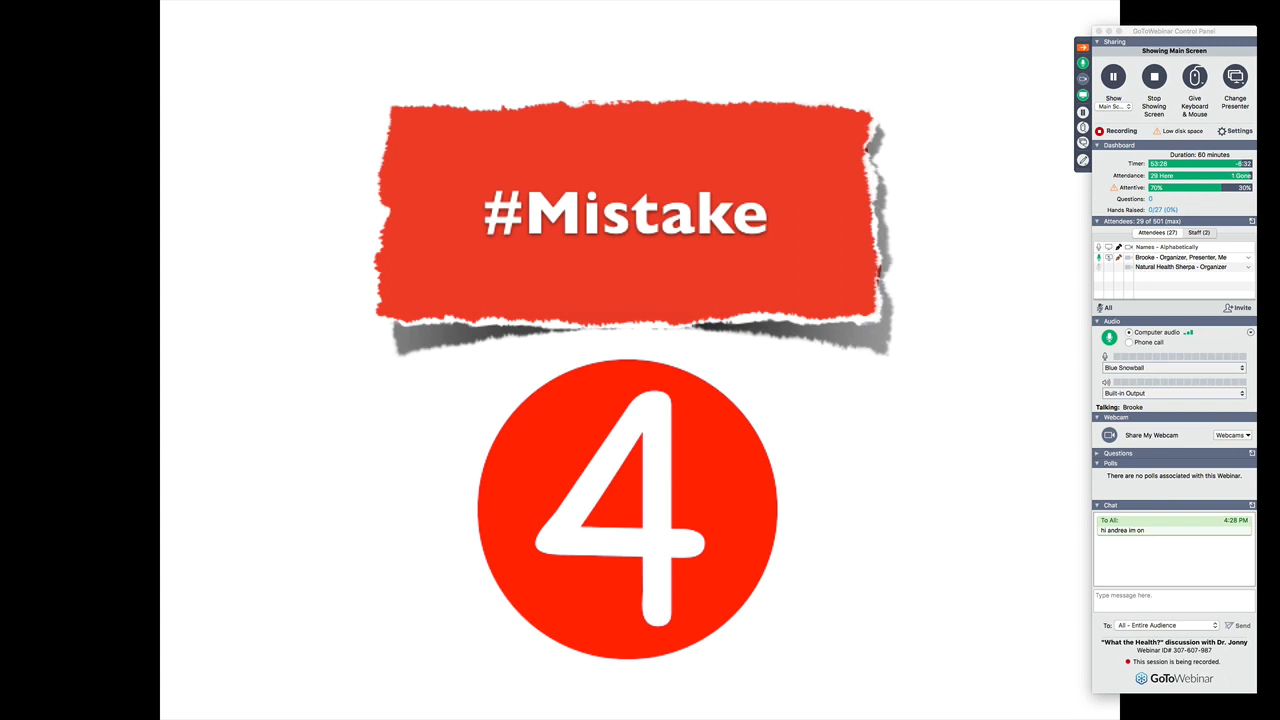 #Mistake
4
GoToWebinar Control Panel
Sharing
Showing Main Screen
Show
Main Sc...
Stop
Showing
Screen
Give
Keyboard
& Mouse
Change
Presenter
Recording
Low disk space
Settings
Dashboard
Duration: 60 minutes
Timer: 53:28 -6:32
Attendance: 29 Here 1 Gone
Attentive: 70% 30%
Questions: 0
Hands Raised: 0/27 (0%)
Attendees: 29 of 501 (max)
Attendees (27) Staff (2)
Names - Alphabetically
Brooke - Organizer, Presenter, Me
Natural Health Sherpa - Organizer
All Invite
Audio
Computer audio
Phone call
Blue Snowball
Built-in Output
Talking: Brooke
Webcam
Share My Webcam Webcams
Questions
Polls
There are no polls associated with this Webinar.
Chat
To All: 4:28 PM
hi andrea im on
Type message here.
To: All - Entire Audience Send
"What the Health?" discussion with Dr. Jonny
Webinar ID# 307-607-987
This session is being recorded.
GoToWebinar